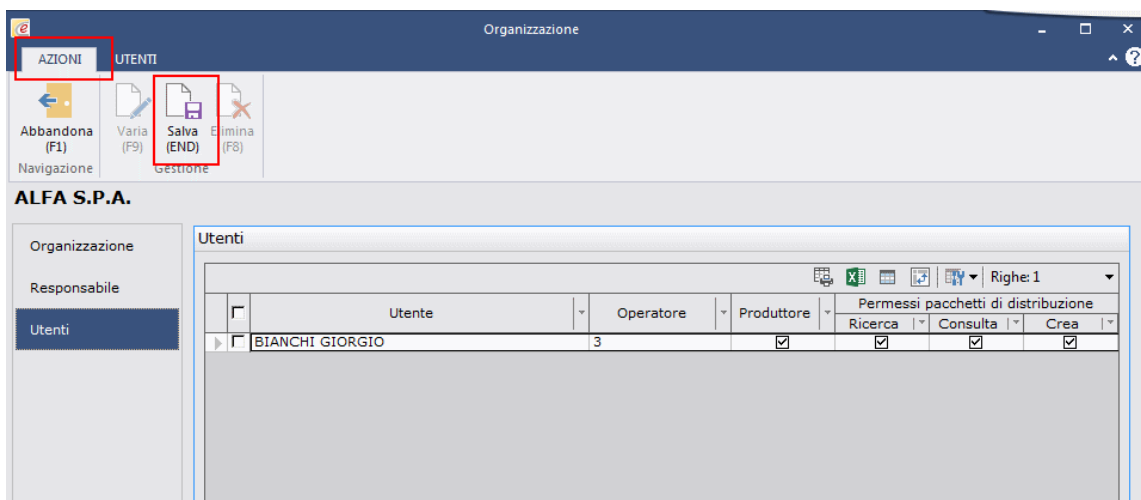 Organizzazione
AZIONI UTENTI
Abbandona (F1)
Varia (F9)
Salva (END)
Elimina (F8)
Navigazione
Gestione
ALFA S.P.A.
Organizzazione
Responsabile
Utenti
Utenti
Righe: 1
Utente Operatore Produttore Permessi pacchetti di distribuzione
Ricerca Consulta Crea
BIANCHI GIORGIO 3